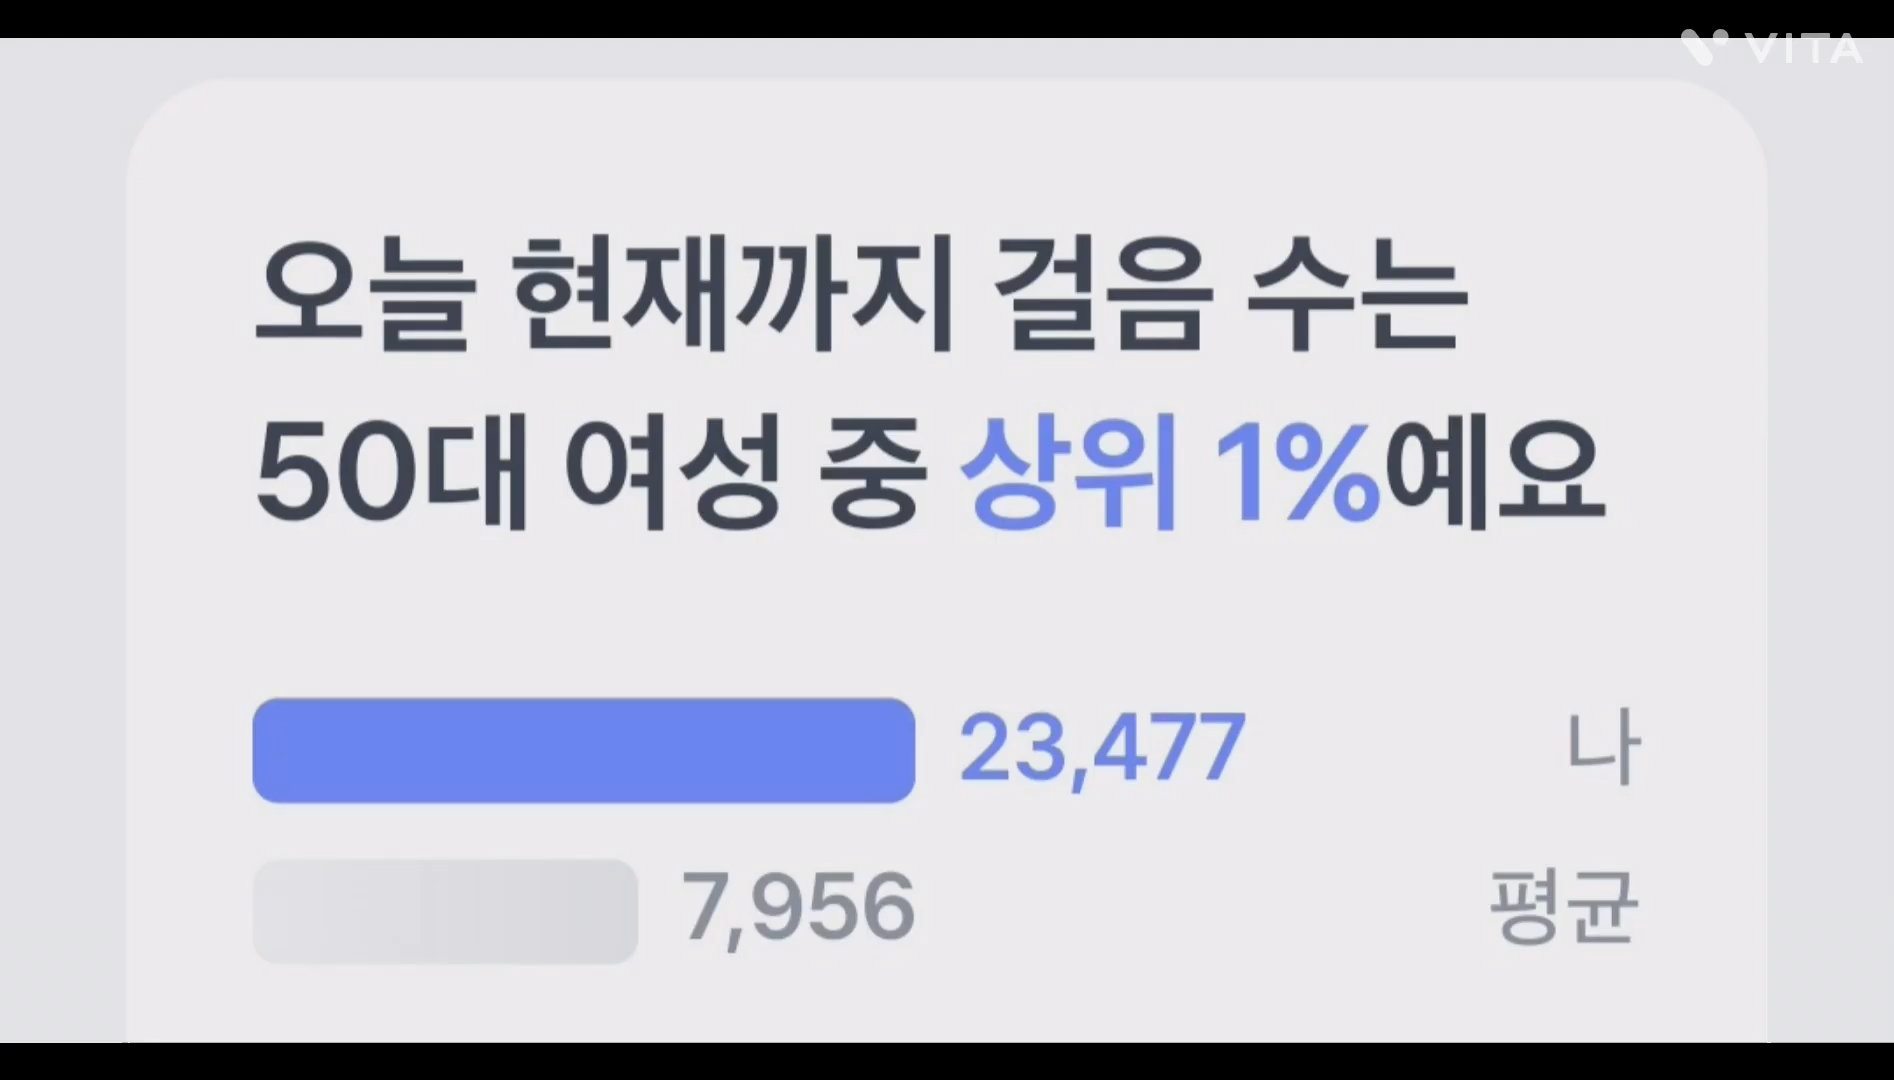 VITA
오늘 현재까지 걸음 수는
50대 여성 중 상위 1%예요
23,477 나
7,956 평균